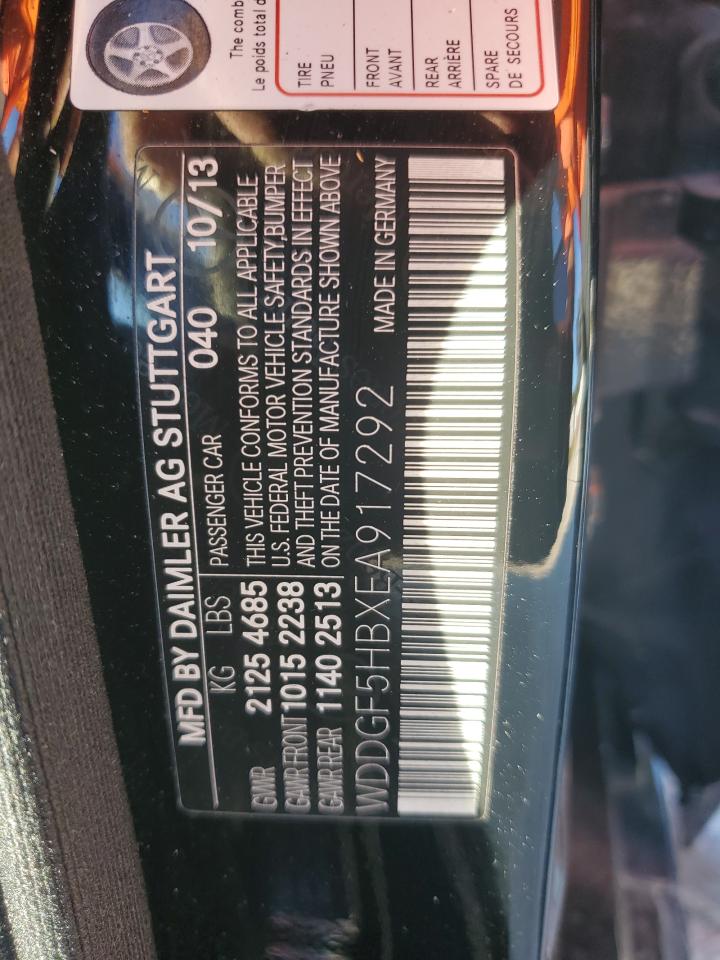 The comb
Le poids total d
TIRE
PNEU
FRONT
AVANT
REAR
ARRIÈRE
SPARE
DE SECOURS
MFD BY DAIMLER AG STUTTGART
KG LBS PASSENGER CAR 040 10/13
GVWR 2125 4685 THIS VEHICLE CONFORMS TO ALL APPLICABLE
GAWR FRONT 1015 2238 U.S. FEDERAL MOTOR VEHICLE SAFETY,BUMPER
GAWR REAR 1140 2513 AND THEFT PREVENTION STANDARDS IN EFFECT
ON THE DATE OF MANUFACTURE SHOWN ABOVE
WDDGF5HBXEA917292 MADE IN GERMANY